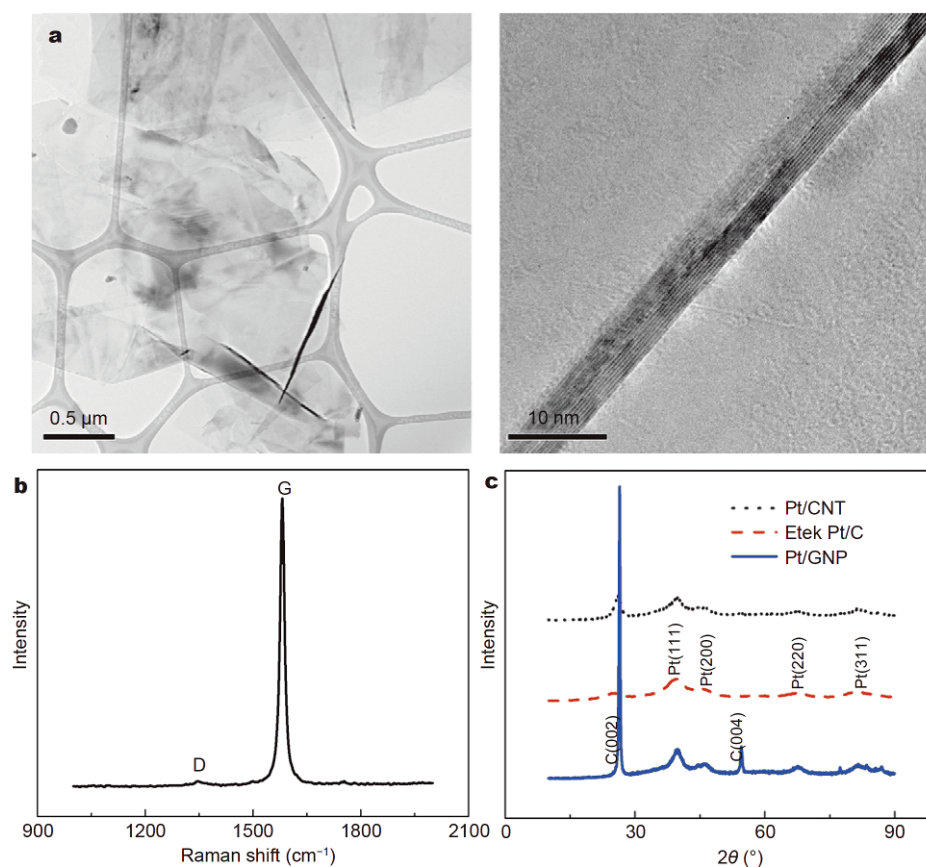 a
0.5 μm
10 nm
b
G
D
Intensity
900
1200
1500
1800
2100
Raman shift (cm⁻¹)
c
Pt/CNT
Etek Pt/C
Pt/GNP
Pt(111)
Pt(200)
Pt(220)
Pt(311)
C(002)
C(004)
Intensity
0
30
60
90
2θ (°)